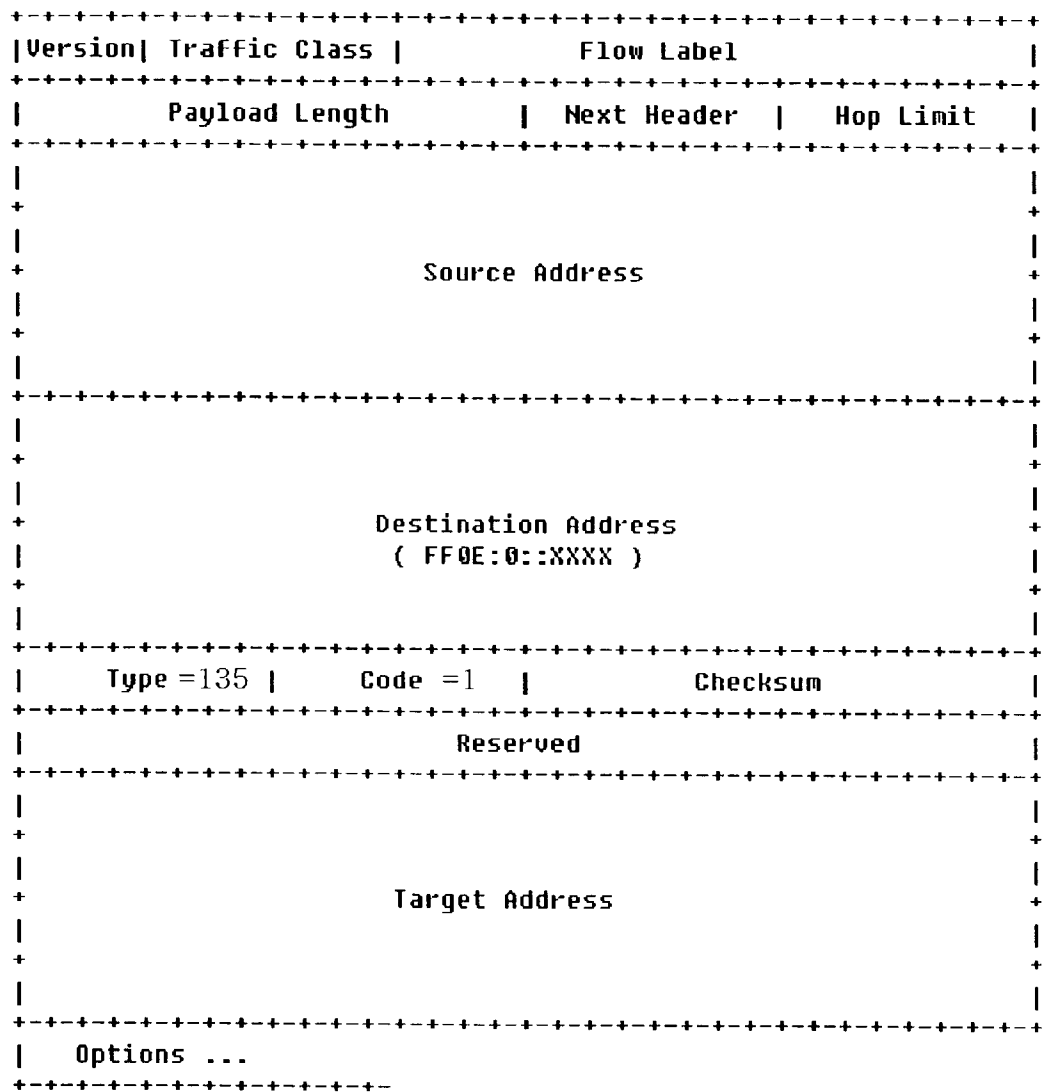 |Version| Traffic Class | Flow Label |
| Payload Length | Next Header | Hop Limit |
Source Address
Destination Address
( FF0E:0::XXXX )
| Type =135 | Code =1 | Checksum |
| Reserved |
Target Address
| Options ...